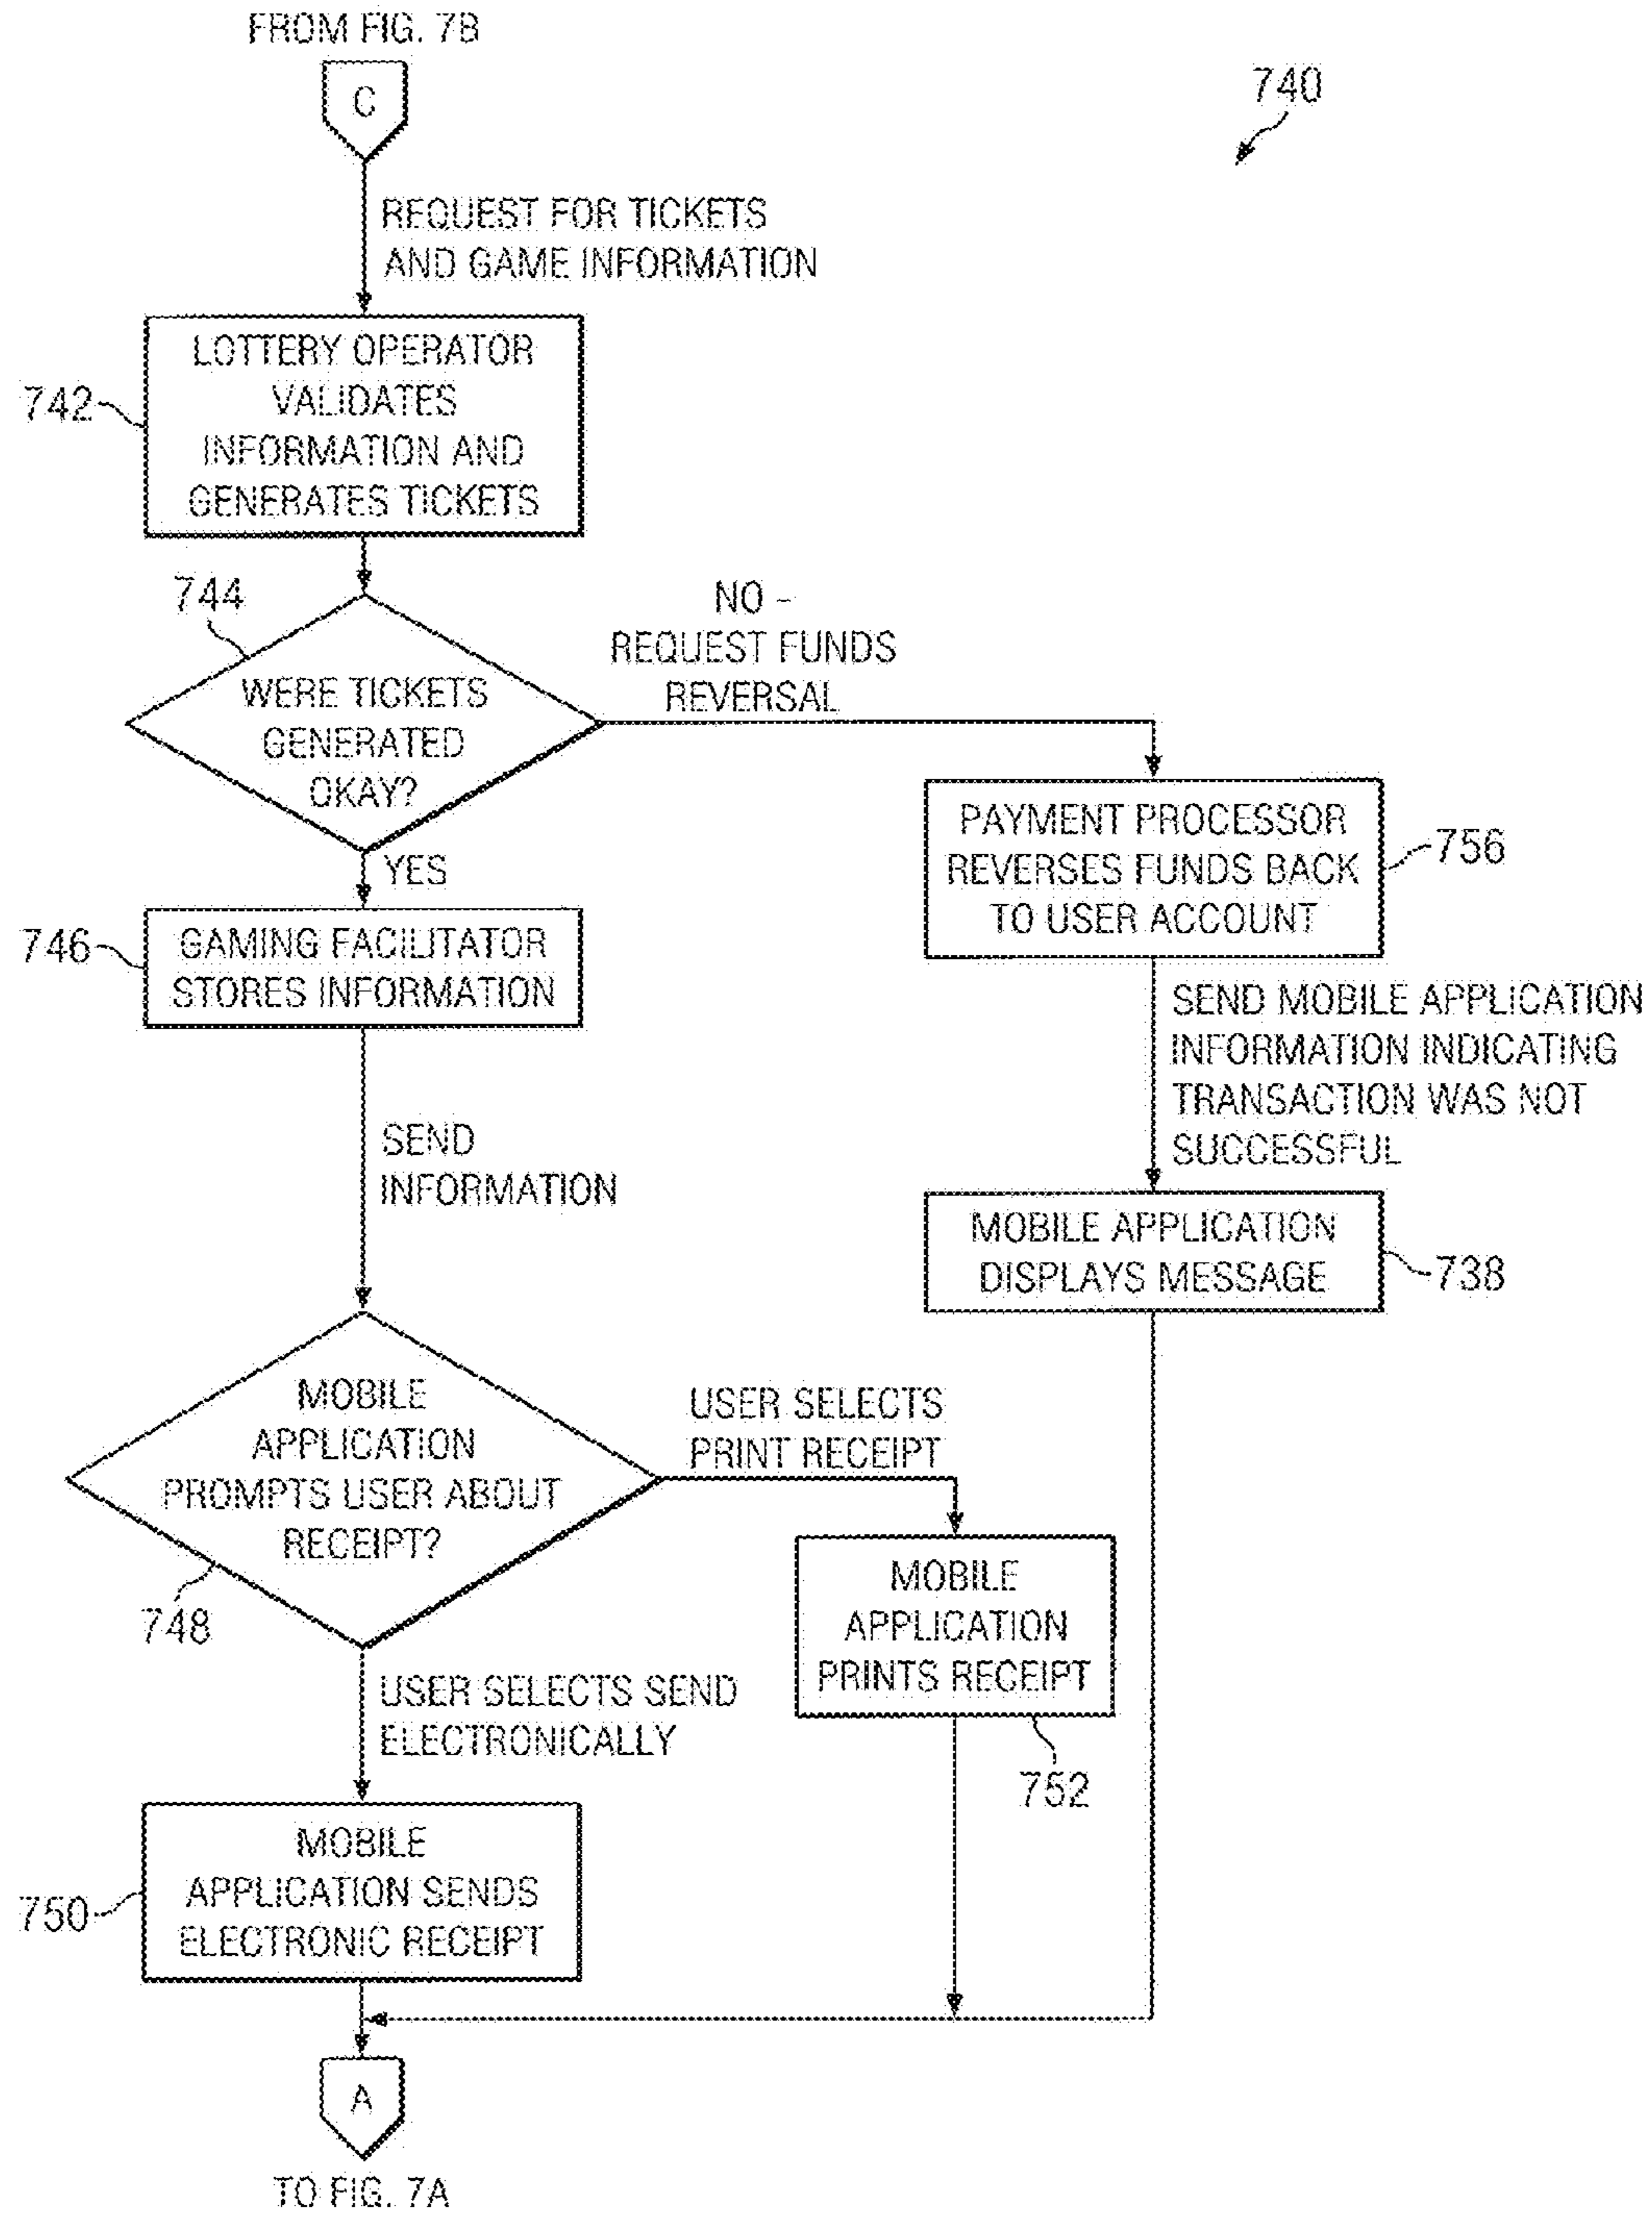 FROM FIG. 7B
C
740
REQUEST FOR TICKETS
AND GAME INFORMATION
742
LOTTERY OPERATOR
VALIDATES
INFORMATION AND
GENERATES TICKETS
744
WERE TICKETS
GENERATED
OKAY?
NO -
REQUEST FUNDS
REVERSAL
YES
PAYMENT PROCESSOR
REVERSES FUNDS BACK
TO USER ACCOUNT
756
746
GAMING FACILITATOR
STORES INFORMATION
SEND MOBILE APPLICATION
INFORMATION INDICATING
TRANSACTION WAS NOT
SUCCESSFUL
SEND
INFORMATION
MOBILE APPLICATION
DISPLAYS MESSAGE
738
MOBILE
APPLICATION
PROMPTS USER ABOUT
RECEIPT?
748
USER SELECTS
PRINT RECEIPT
MOBILE
APPLICATION
PRINTS RECEIPT
752
USER SELECTS SEND
ELECTRONICALLY
750
MOBILE
APPLICATION SENDS
ELECTRONIC RECEIPT
A
TO FIG. 7A